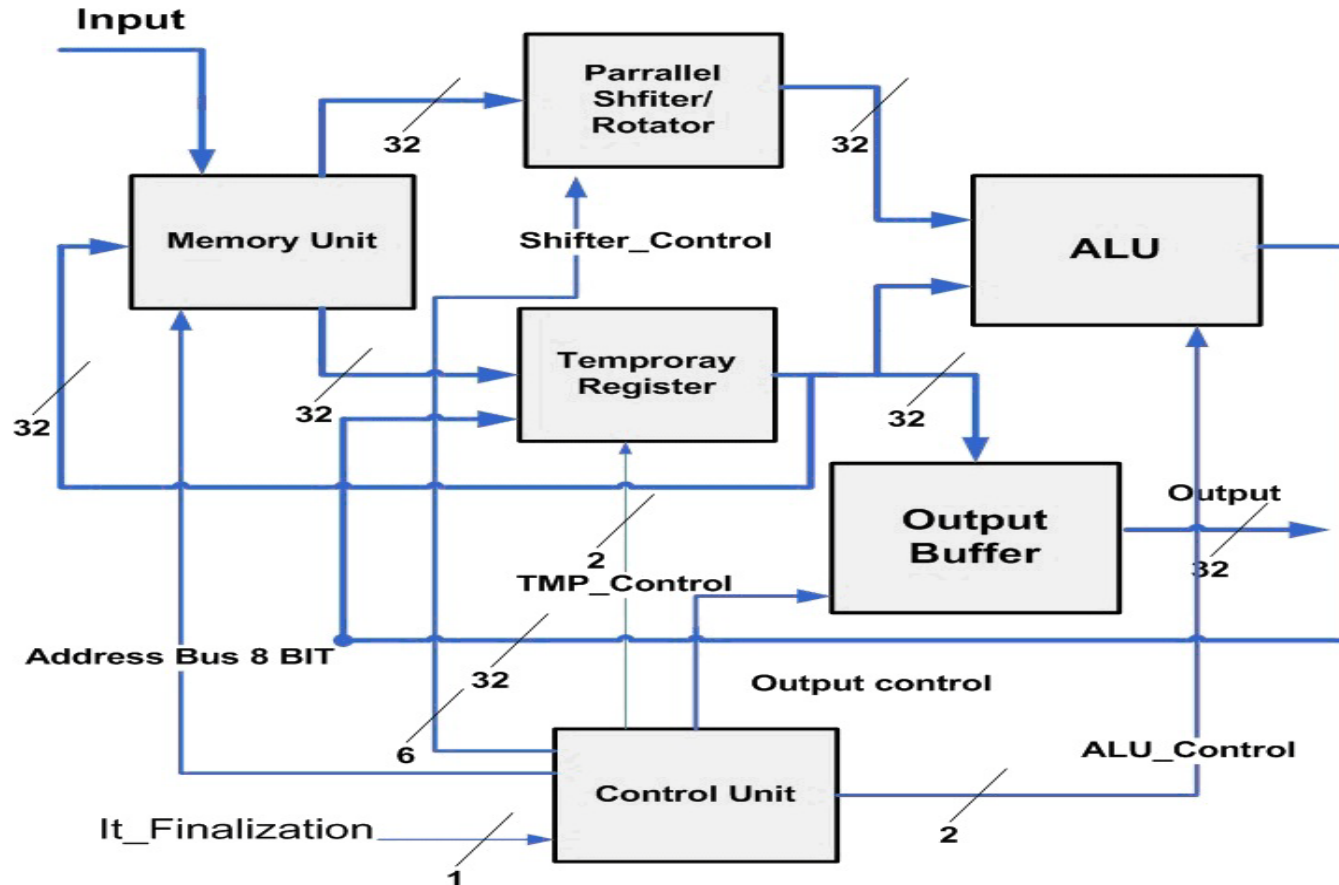 Input
Parrallel
Shfiter/
Rotator
32
32
Memory Unit
Shifter_Control
ALU
Temproray
Register
32
32
32
Output
Buffer
Output
32
2
TMP_Control
Address Bus 8 BIT
32
Output control
6
ALU_Control
Control Unit
It_Finalization
2
1